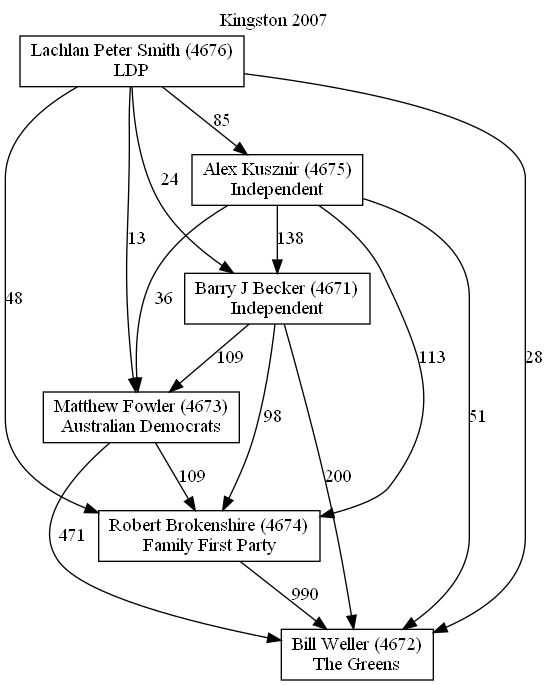 Kingston 2007
Lachlan Peter Smith (4676)
LDP
85
Alex Kusznir (4675)
Independent
24
13
36
138
Barry J Becker (4671)
Independent
48
109
113
28
Matthew Fowler (4673)
Australian Democrats
98
51
109
200
471
Robert Brokenshire (4674)
Family First Party
990
Bill Weller (4672)
The Greens